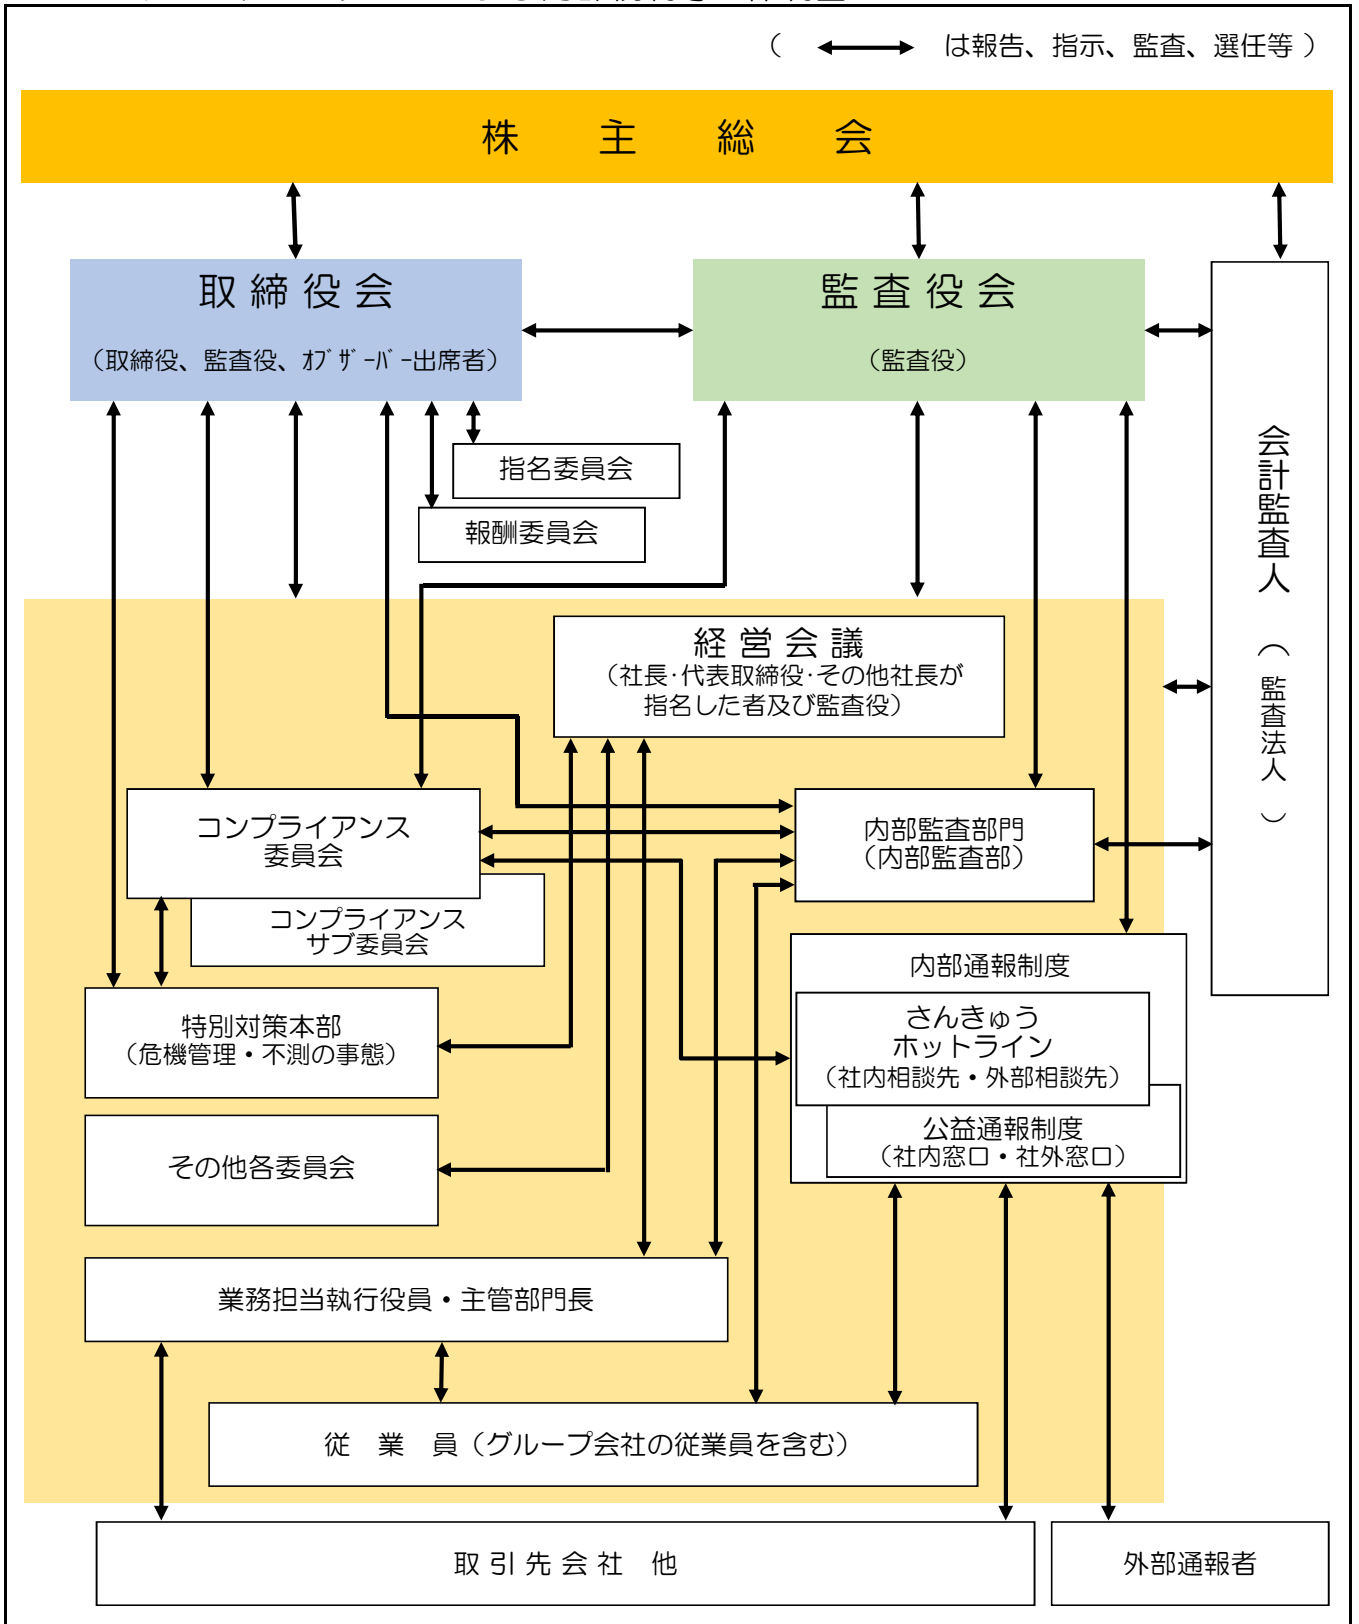 ( は報告、指示、監査、選任等 )
株 主 総 会
取 締 役 会
（取締役、監査役、ｵﾌﾞｻﾞｰﾊﾞｰ出席者）
監 査 役 会
（監査役）
会計監査人（監査法人）
指名委員会
報酬委員会
経 営 会 議
（社長・代表取締役・その他社長が
指名した者及び監査役）
コンプライアンス
委員会
コンプライアンス
サブ委員会
内部監査部門
（内部監査部）
内部通報制度
さんきゅう
ホットライン
（社内相談先・外部相談先）
公益通報制度
（社内窓口・社外窓口）
特別対策本部
（危機管理・不測の事態）
その他各委員会
業務担当執行役員・主管部門長
従 業 員（グループ会社の従業員を含む）
取 引 先 会 社 他
外部通報者